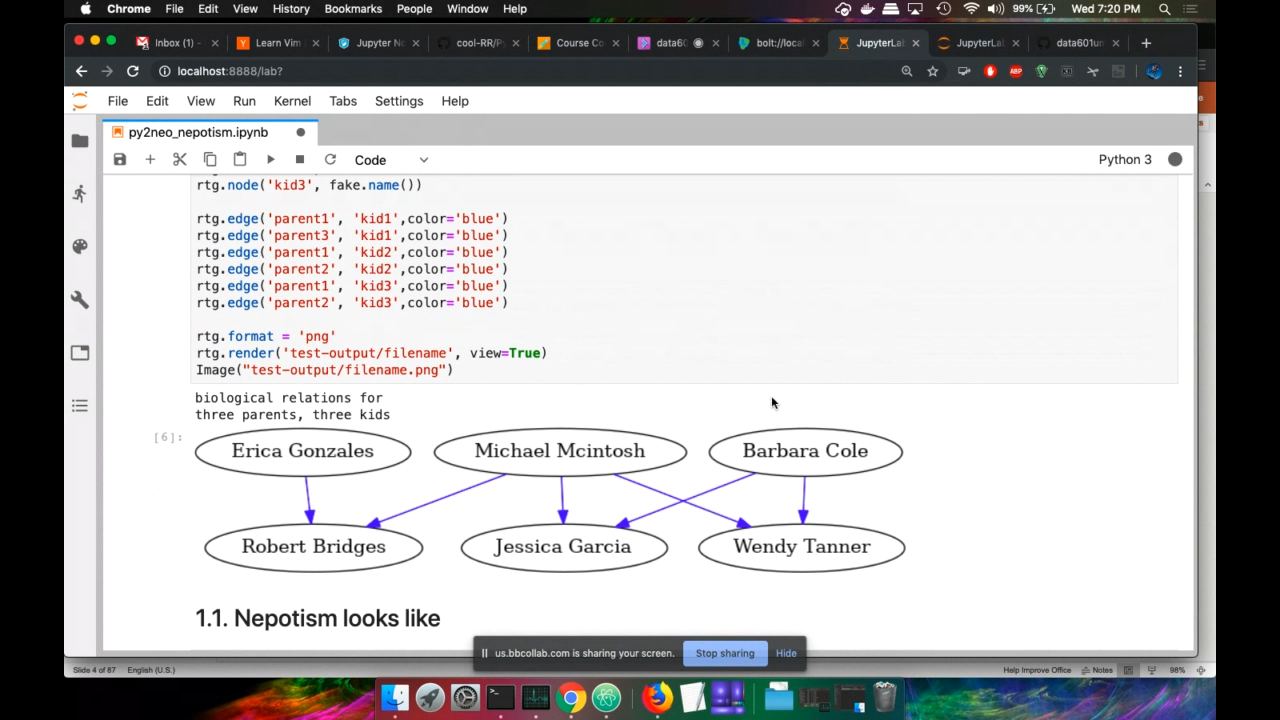 Chrome File Edit View History Bookmarks People Window Help 99% Wed 7:20 PM
Inbox (1) - Learn Vim Jupyter No cool-RR/Py Course Co data60 bolt://loca JupyterLa JupyterLa data601un
localhost:8888/lab?
ABP
File Edit View Run Kernel Tabs Settings Help
py2neo_nepotism.ipynb
Code Python 3
rtg.node('kid3', fake.name())
rtg.edge('parent1', 'kid1',color='blue')
rtg.edge('parent3', 'kid1',color='blue')
rtg.edge('parent1', 'kid2',color='blue')
rtg.edge('parent2', 'kid2',color='blue')
rtg.edge('parent1', 'kid3',color='blue')
rtg.edge('parent2', 'kid3',color='blue')
rtg.format = 'png'
rtg.render('test-output/filename', view=True)
Image("test-output/filename.png")
biological relations for
three parents, three kids
[6]:
Erica Gonzales Michael Mcintosh Barbara Cole
Robert Bridges Jessica Garcia Wendy Tanner
1.1. Nepotism looks like
us.bbcollab.com is sharing your screen. Stop sharing Hide
Slide 4 of 87 English (U.S.) Help Improve Office Notes 98%